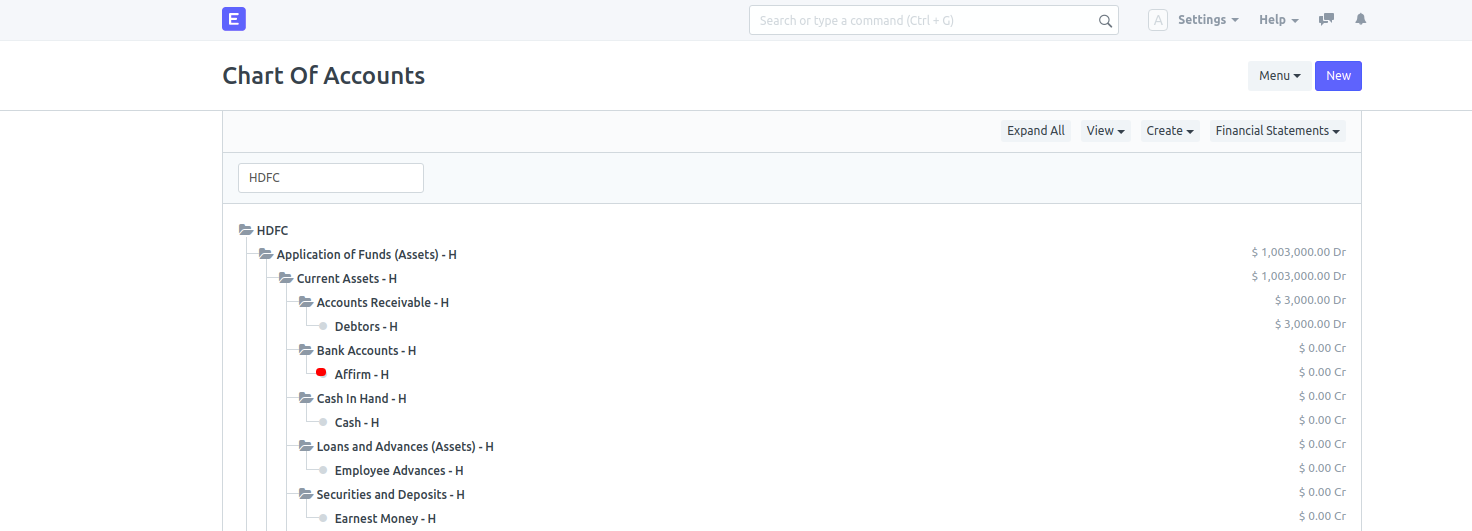 E
Search or type a command (Ctrl + G)
A Settings Help
Chart Of Accounts
Menu New
Expand All View Create Financial Statements
HDFC
HDFC
Application of Funds (Assets) - H $ 1,003,000.00 Dr
Current Assets - H $ 1,003,000.00 Dr
Accounts Receivable - H $ 3,000.00 Dr
Debtors - H $ 3,000.00 Dr
Bank Accounts - H $ 0.00 Cr
Affirm - H $ 0.00 Cr
Cash In Hand - H $ 0.00 Cr
Cash - H $ 0.00 Cr
Loans and Advances (Assets) - H $ 0.00 Cr
Employee Advances - H $ 0.00 Cr
Securities and Deposits - H $ 0.00 Cr
Earnest Money - H $ 0.00 Cr